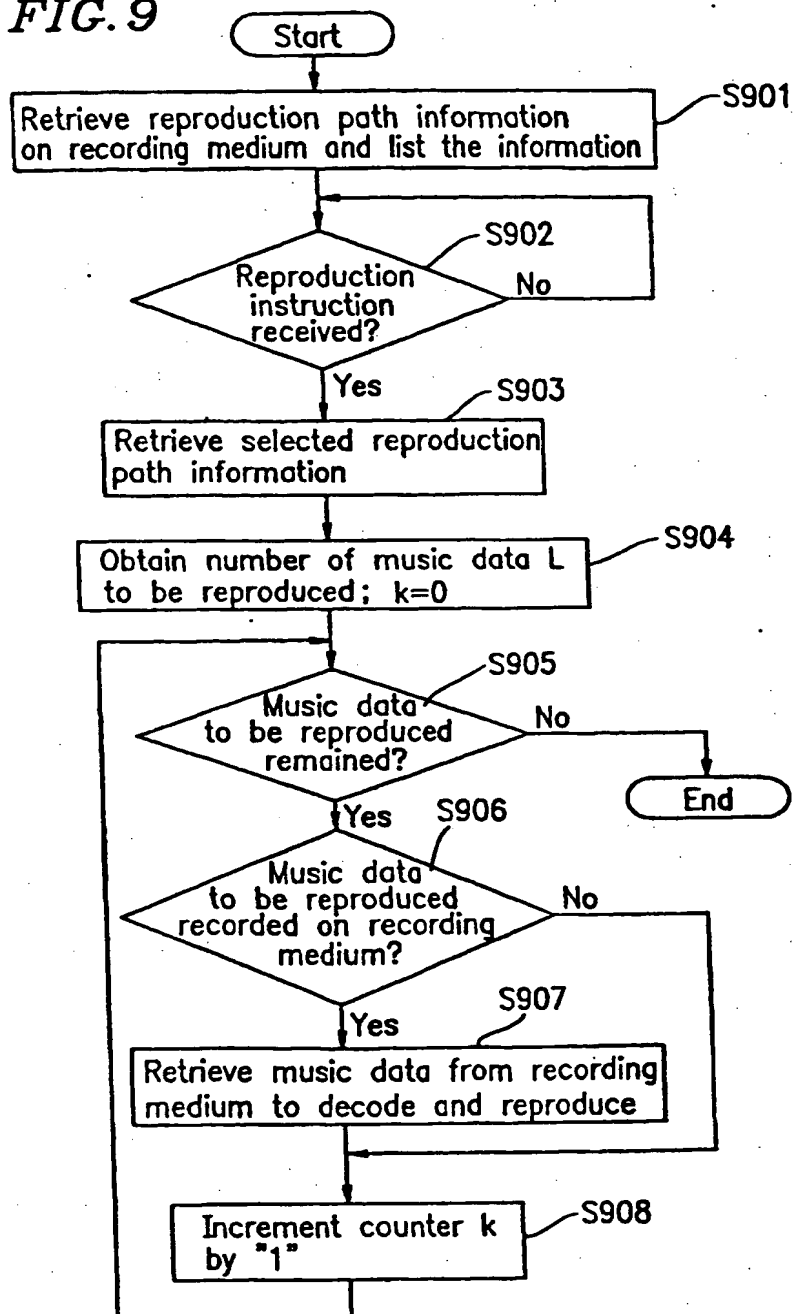 FIG. 9
Start
S901
Retrieve reproduction path information
on recording medium and list the information
S902
Reproduction
instruction
received?
No
Yes
S903
Retrieve selected reproduction
path information
S904
Obtain number of music data L
to be reproduced; k=0
S905
Music data
to be reproduced
remained?
No
End
Yes
S906
Music data
to be reproduced
recorded on recording
medium?
No
Yes
S907
Retrieve music data from recording
medium to decode and reproduce
S908
Increment counter k
by "1"